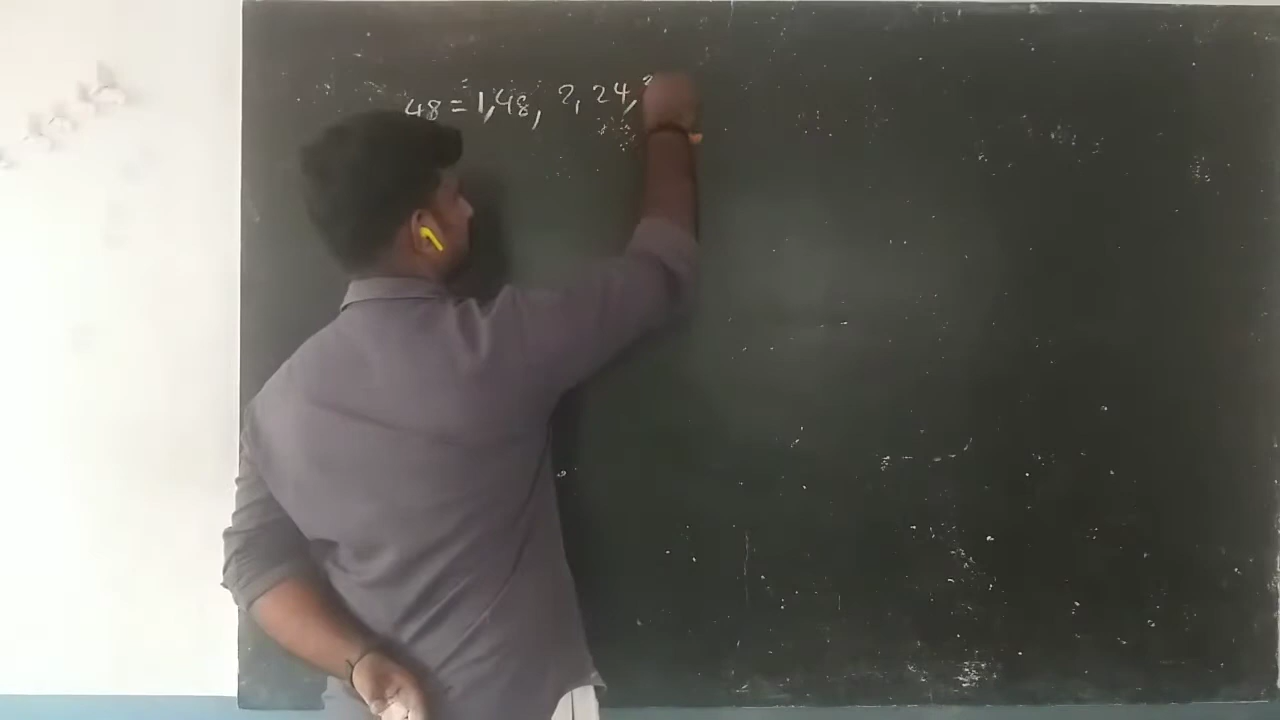 48 = 1,48, 2, 24,